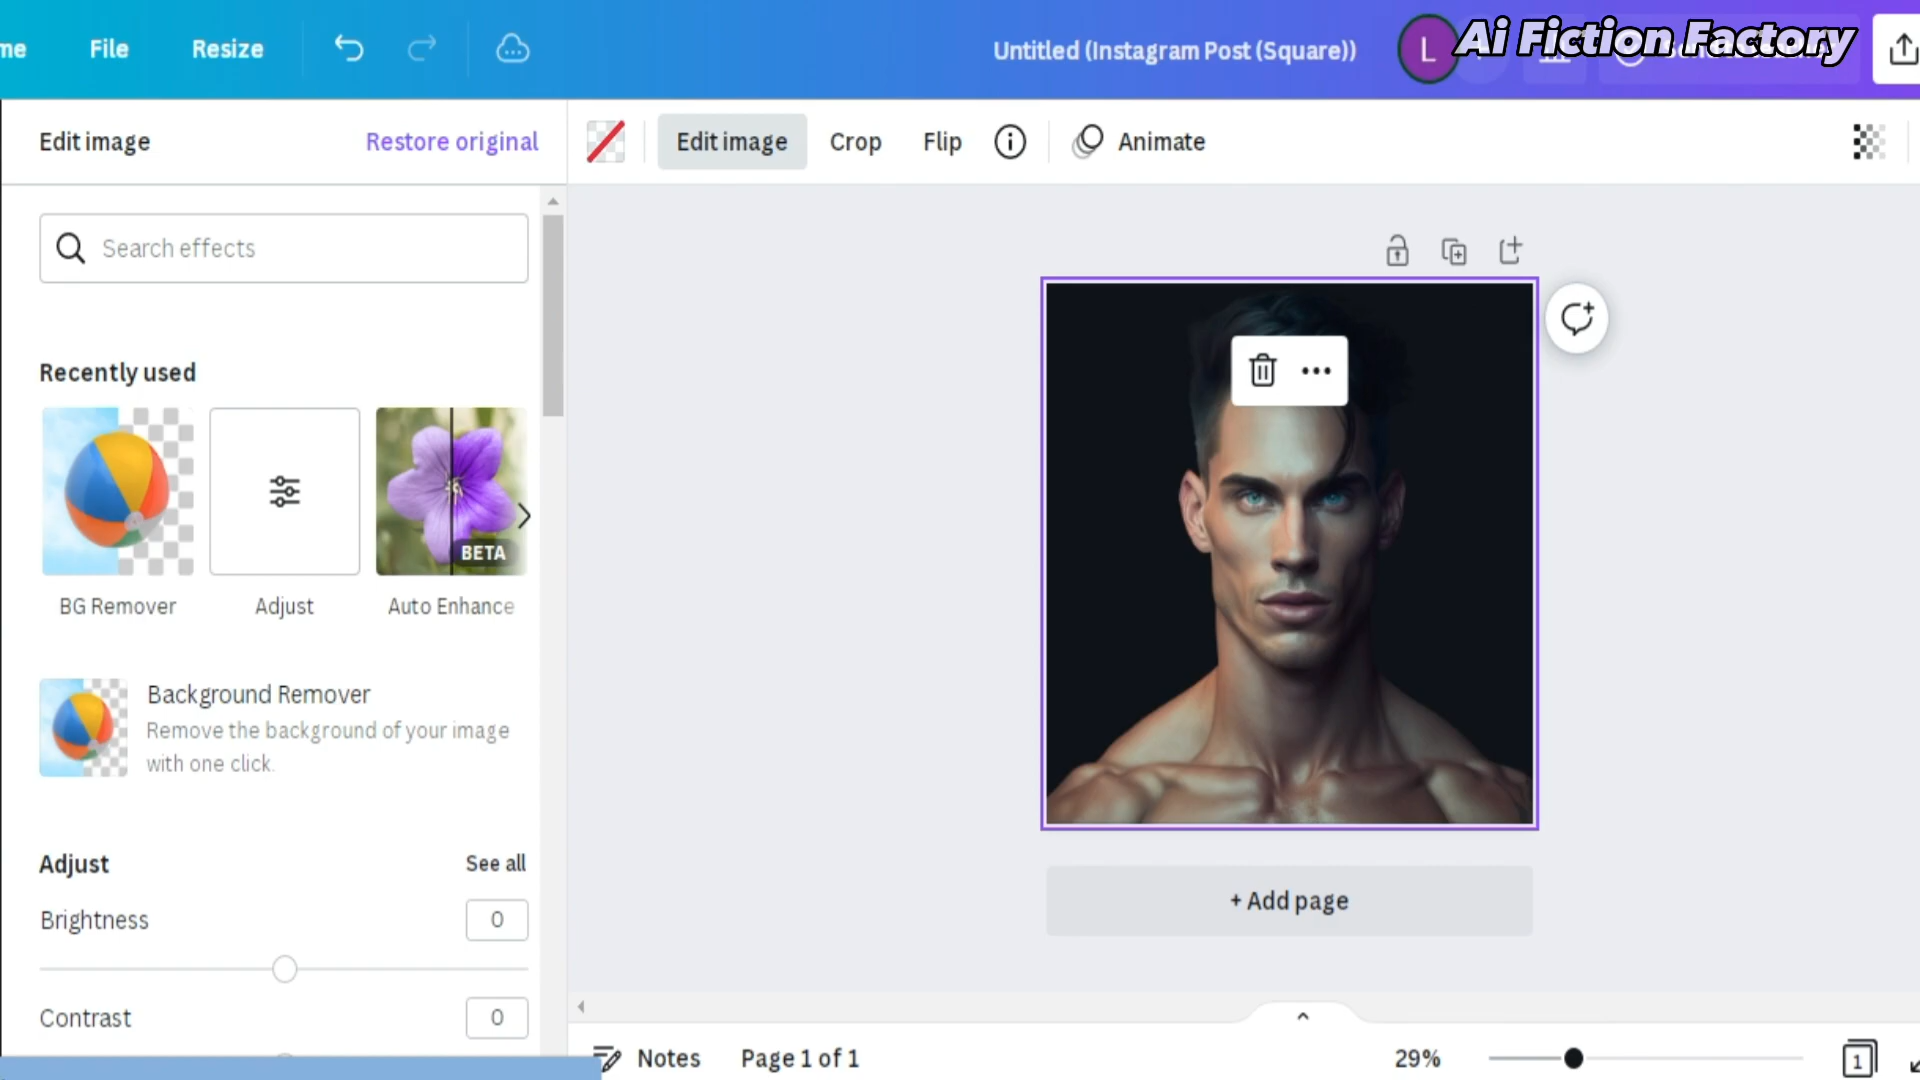 me File Resize Untitled (Instagram Post (Square)) L Ai Fiction Factory
Edit image Restore original Edit image Crop Flip Animate
Search effects
Recently used
BETA
BG Remover Adjust Auto Enhance
Background Remover
Remove the background of your image
with one click.
Adjust See all
Brightness 0
Contrast 0
+ Add page
Notes Page 1 of 1 29% 1